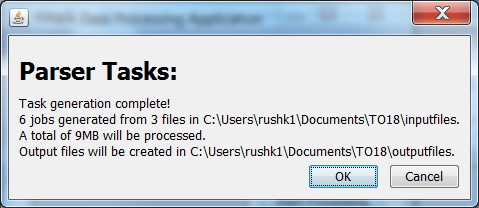 Data Processing Application
Parser Tasks:
Task generation complete!
6 jobs generated from 3 files in C:\Users\rushk1\Documents\TO18\inputfiles.
A total of 9MB will be processed.
Output files will be created in C:\Users\rushk1\Documents\TO18\outputfiles.
OK
Cancel